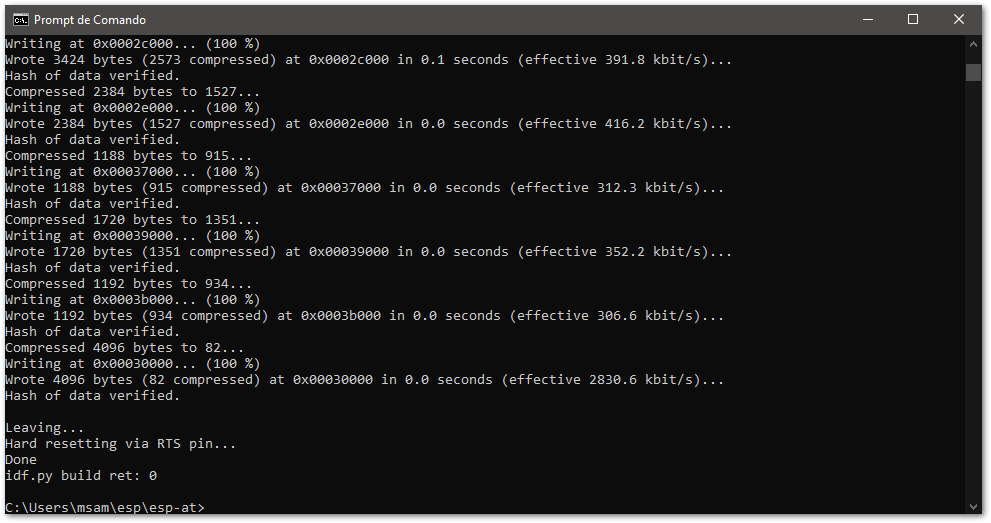 Prompt de Comando
Writing at 0x0002c000... (100 %)
Wrote 3424 bytes (2573 compressed) at 0x0002c000 in 0.1 seconds (effective 391.8 kbit/s)...
Hash of data verified.
Compressed 2384 bytes to 1527...
Writing at 0x0002e000... (100 %)
Wrote 2384 bytes (1527 compressed) at 0x0002e000 in 0.0 seconds (effective 416.2 kbit/s)...
Hash of data verified.
Compressed 1188 bytes to 915...
Writing at 0x00037000... (100 %)
Wrote 1188 bytes (915 compressed) at 0x00037000 in 0.0 seconds (effective 312.3 kbit/s)...
Hash of data verified.
Compressed 1720 bytes to 1351...
Writing at 0x00039000... (100 %)
Wrote 1720 bytes (1351 compressed) at 0x00039000 in 0.0 seconds (effective 352.2 kbit/s)...
Hash of data verified.
Compressed 1192 bytes to 934...
Writing at 0x0003b000... (100 %)
Wrote 1192 bytes (934 compressed) at 0x0003b000 in 0.0 seconds (effective 306.6 kbit/s)...
Hash of data verified.
Compressed 4096 bytes to 82...
Writing at 0x00030000... (100 %)
Wrote 4096 bytes (82 compressed) at 0x00030000 in 0.0 seconds (effective 2830.6 kbit/s)...
Hash of data verified.
Leaving...
Hard resetting via RTS pin...
Done
idf.py build ret: 0
C:\Users\msam\esp\esp-at>